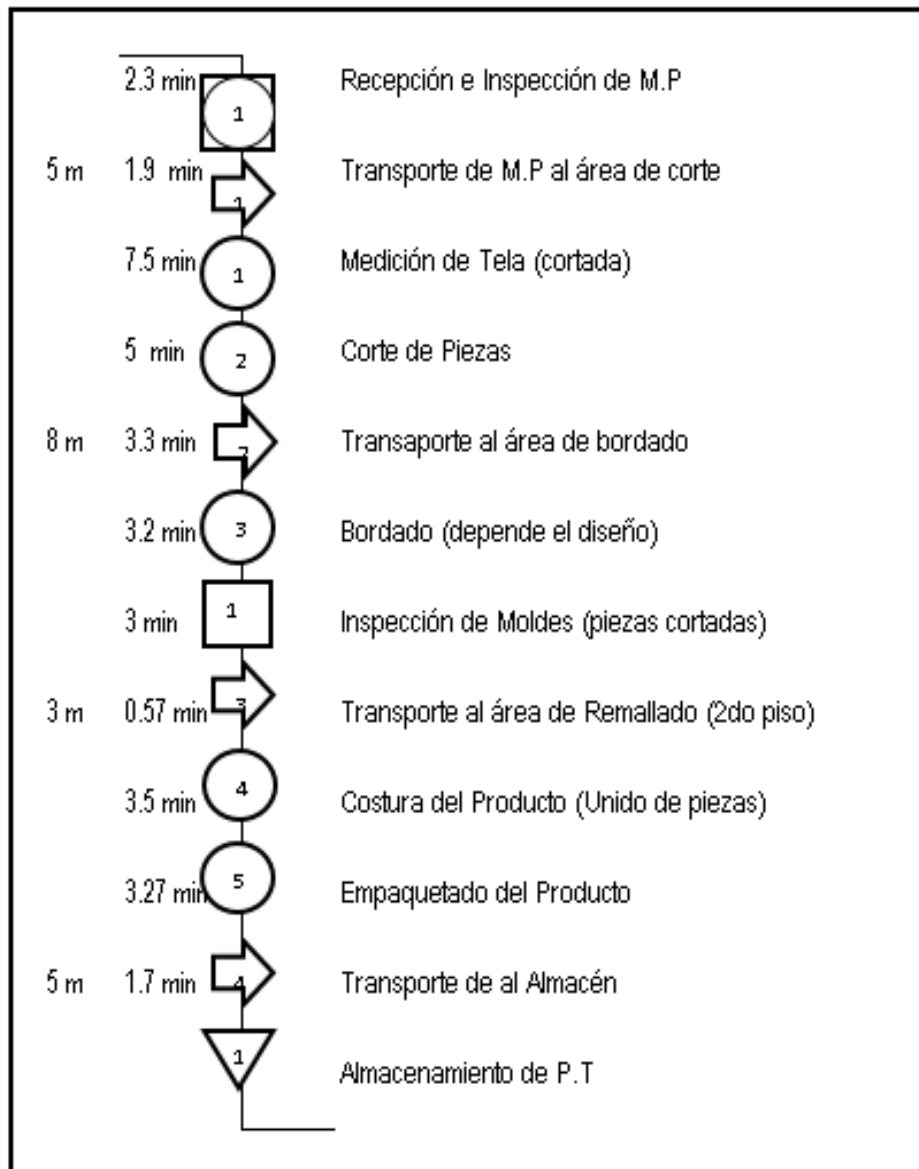 2.3 min 1 Recepción e Inspección de M.P
5 m 1.9 min 1 Transporte de M.P al área de corte
7.5 min 1 Medición de Tela (cortada)
5 min 2 Corte de Piezas
8 m 3.3 min 2 Transaporte al área de bordado
3.2 min 3 Bordado (depende el diseño)
3 min 1 Inspección de Moldes (piezas cortadas)
3 m 0.57 min 3 Transporte al área de Remallado (2do piso)
3.5 min 4 Costura del Producto (Unido de piezas)
3.27 min 5 Empaquetado del Producto
5 m 1.7 min 4 Transporte de al Almacén
1 Almacenamiento de P.T